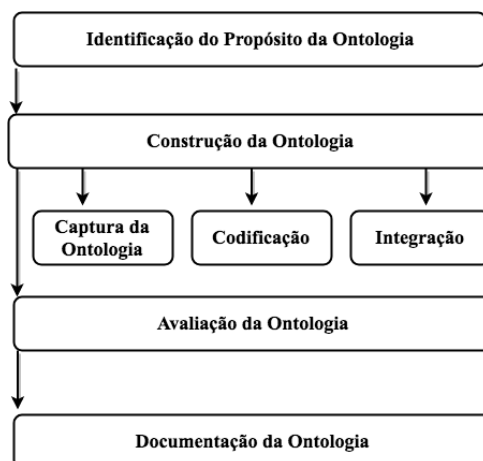 Identificação do Propósito da Ontologia
Construção da Ontologia
Captura da
Ontologia
Codificação
Integração
Avaliação da Ontologia
Documentação da Ontologia